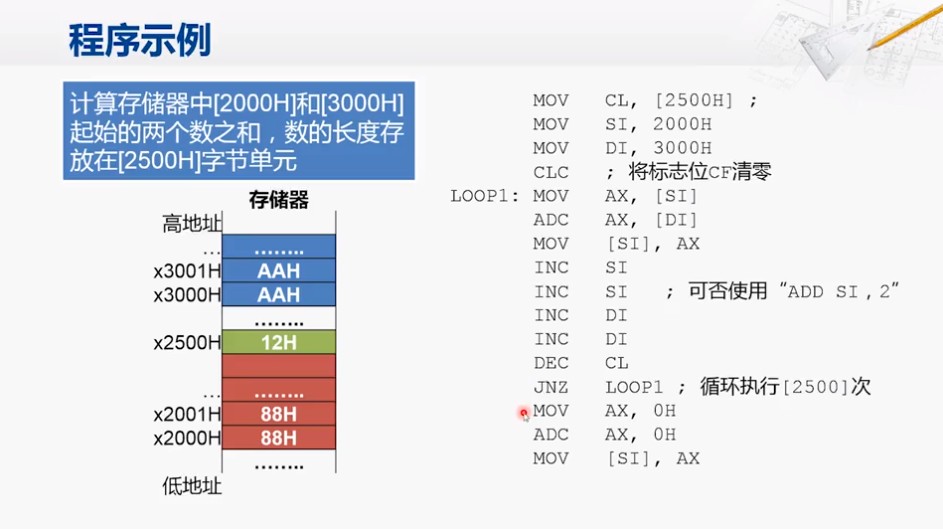 程序示例
计算存储器中[2000H]和[3000H]
起始的两个数之和，数的长度存
放在[2500H]字节单元
存储器
高地址
... ........
x3001H AAH
x3000H AAH
........
x2500H 12H
... ........
x2001H 88H
x2000H 88H
........
低地址
MOV CL, [2500H] ;
MOV SI, 2000H
MOV DI, 3000H
CLC ; 将标志位CF清零
LOOP1: MOV AX, [SI]
ADC AX, [DI]
MOV [SI], AX
INC SI
INC SI ; 可否使用“ADD SI，2”
INC DI
INC DI
DEC CL
JNZ LOOP1 ; 循环执行[2500]次
MOV AX, 0H
ADC AX, 0H
MOV [SI], AX